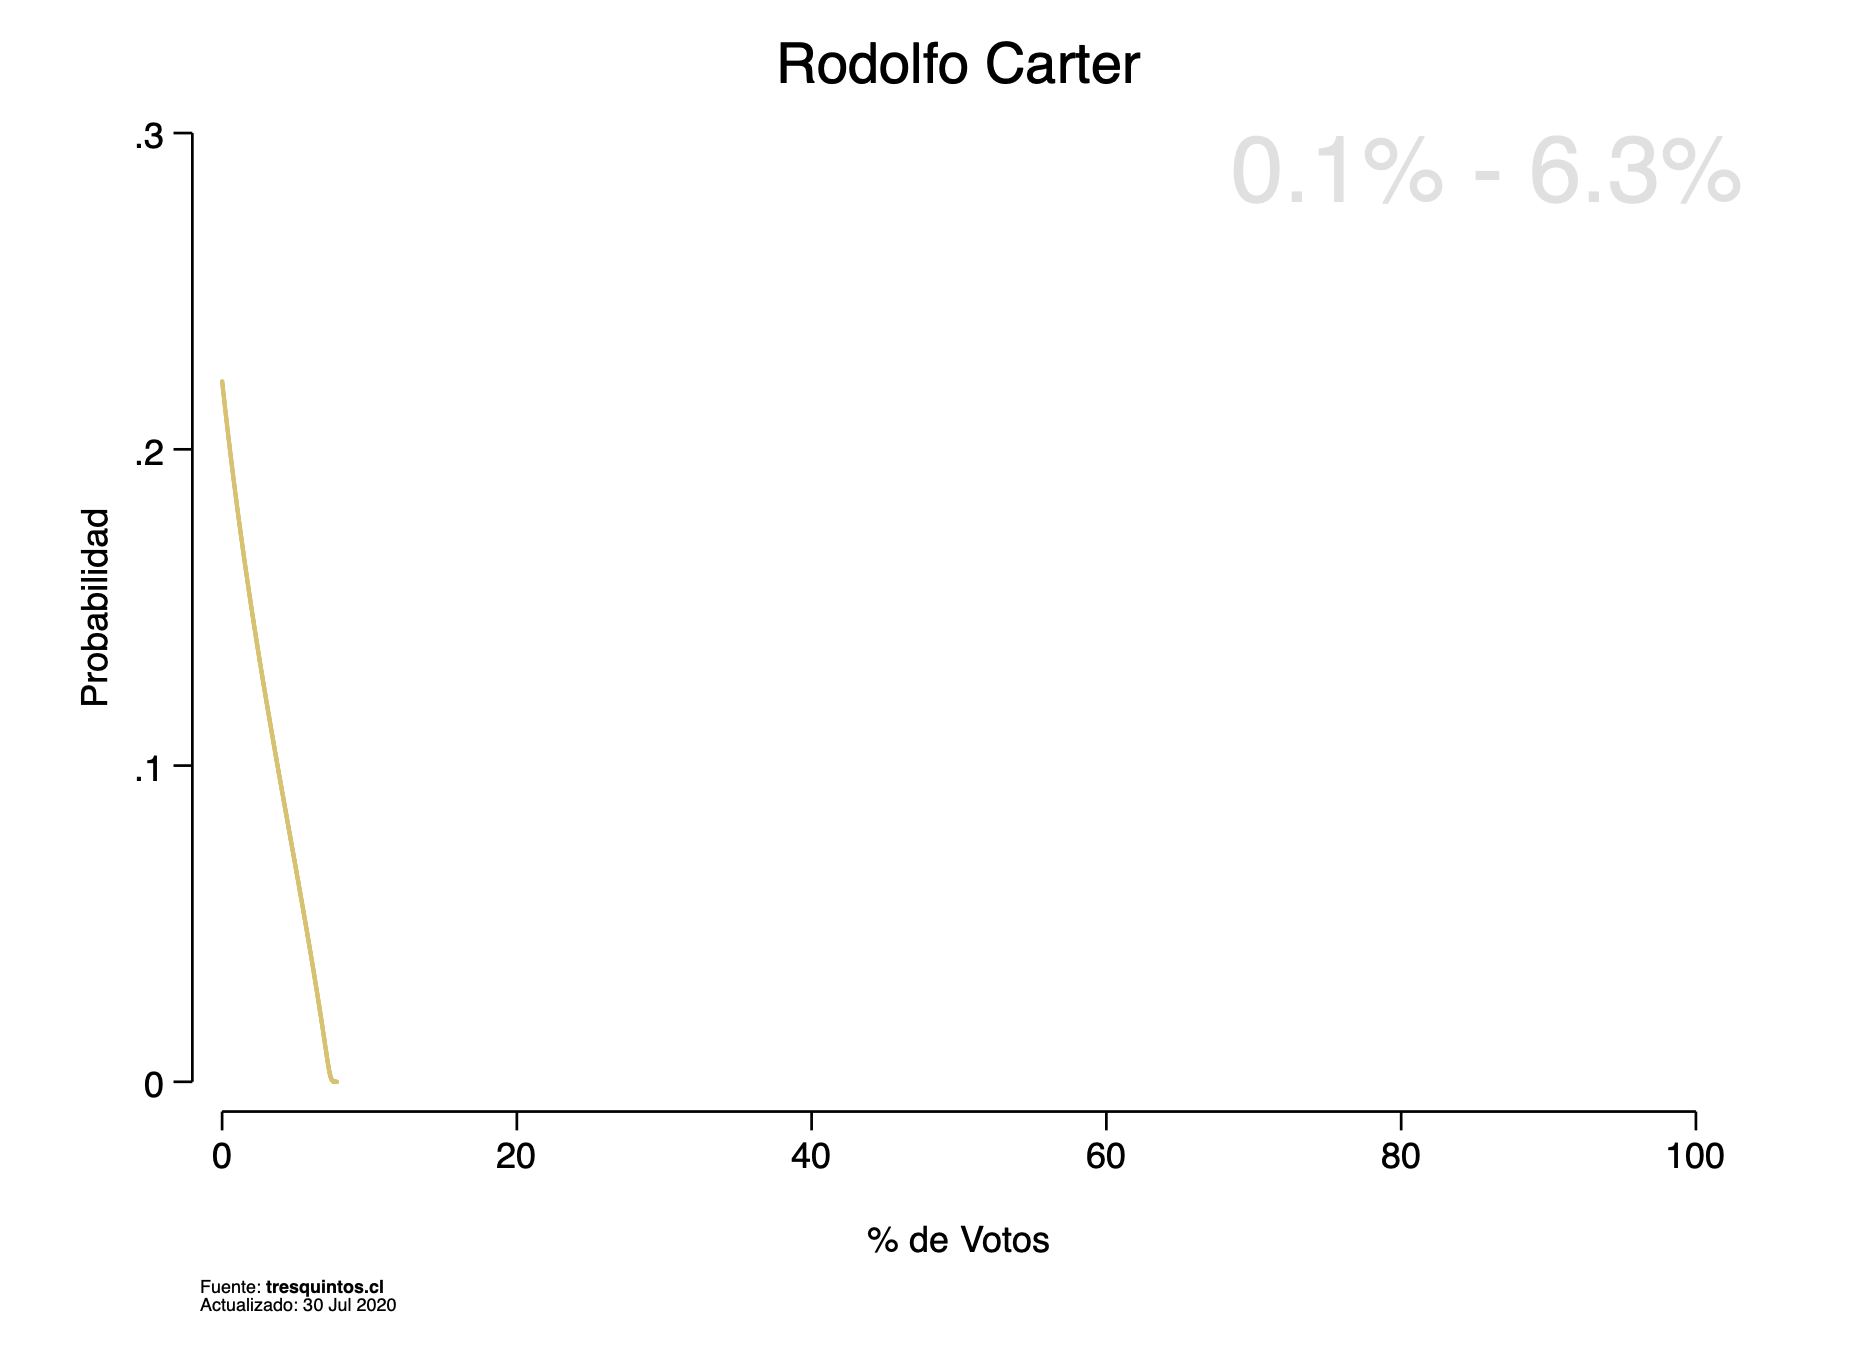 Rodolfo Carter
0.1% - 6.3%
.3
.2
.1
0
Probabilidad
0 20 40 60 80 100
% de Votos
Fuente: tresquintos.cl
Actualizado: 30 Jul 2020